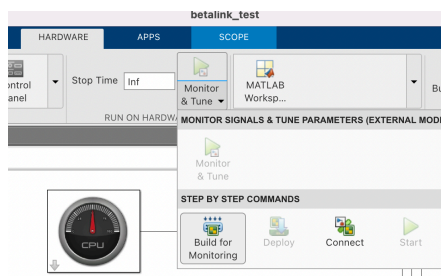 betalink_test
HARDWARE APPS SCOPE
Stop Time Inf
Monitor
& Tune
MATLAB
Worksp...
RUN ON HARDWA
MONITOR SIGNALS & TUNE PARAMETERS (EXTERNAL MOD
Monitor
& Tune
STEP BY STEP COMMANDS
Build for
Monitoring
Deploy
Connect
Start
CPU